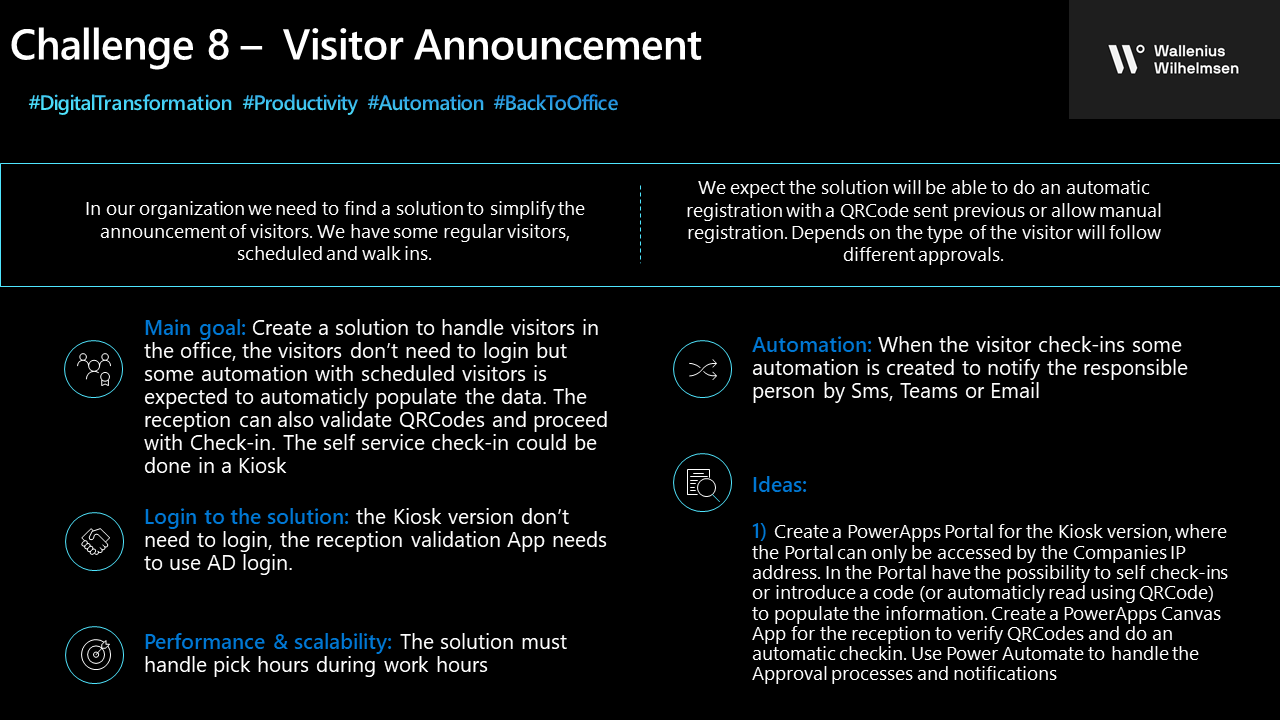 Challenge 8 –  Visitor Announcement
Wallenius
Wilhelmsen
#DigitalTransformation  #Productivity  #Automation  #BackToOffice
In our organization we need to find a solution to simplify the
announcement of visitors. We have some regular visitors,
scheduled and walk ins.
We expect the solution will be able to do an automatic
registration with a QRCode sent previous or allow manual
registration. Depends on the type of the visitor will follow
different approvals.
Main goal: Create a solution to handle visitors in
the office, the visitors don’t need to login but
some automation with scheduled visitors is
expected to automaticly populate the data. The
reception can also validate QRCodes and proceed
with Check-in. The self service check-in could be
done in a Kiosk
Login to the solution: the Kiosk version don’t
need to login, the reception validation App needs
to use AD login.
Performance & scalability: The solution must
handle pick hours during work hours
Automation: When the visitor check-ins some
automation is created to notify the responsible
person by Sms, Teams or Email
Ideas:
1) Create a PowerApps Portal for the Kiosk version, where
the Portal can only be accessed by the Companies IP
address. In the Portal have the possibility to self check-ins
or introduce a code (or automaticly read using QRCode)
to populate the information. Create a PowerApps Canvas
App for the reception to verify QRCodes and do an
automatic checkin. Use Power Automate to handle the
Approval processes and notifications